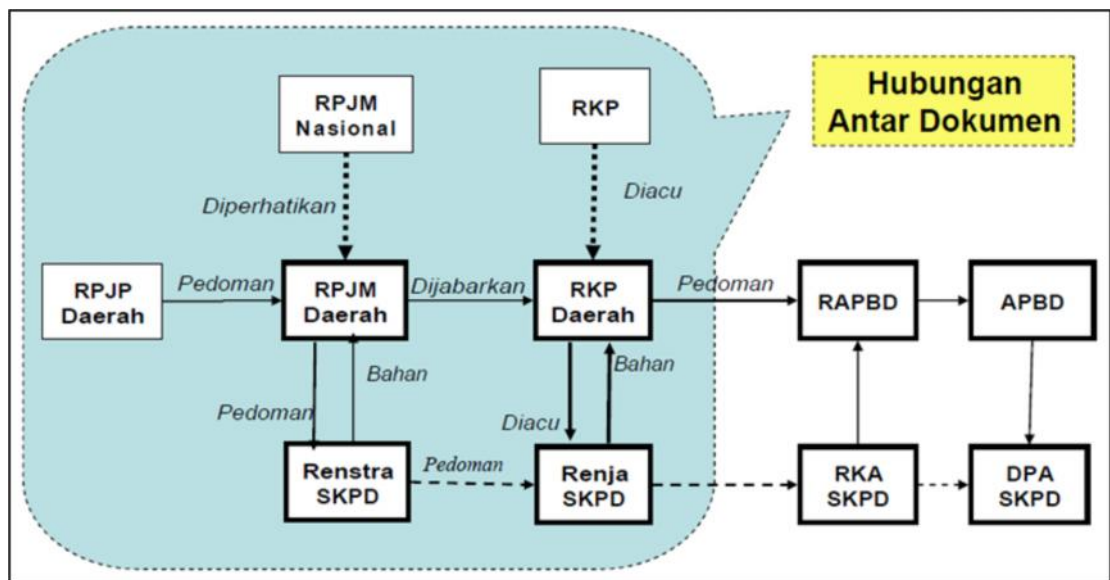 Hubungan
Antar Dokumen
RPJM
Nasional
RKP
Diperhatikan
Diacu
RPJP
Daerah
Pedoman
RPJM
Daerah
Dijabarkan
RKP
Daerah
Pedoman
RAPBD
APBD
Pedoman
Bahan
Diacu
Bahan
Renstra
SKPD
Pedoman
Renja
SKPD
RKA
SKPD
DPA
SKPD